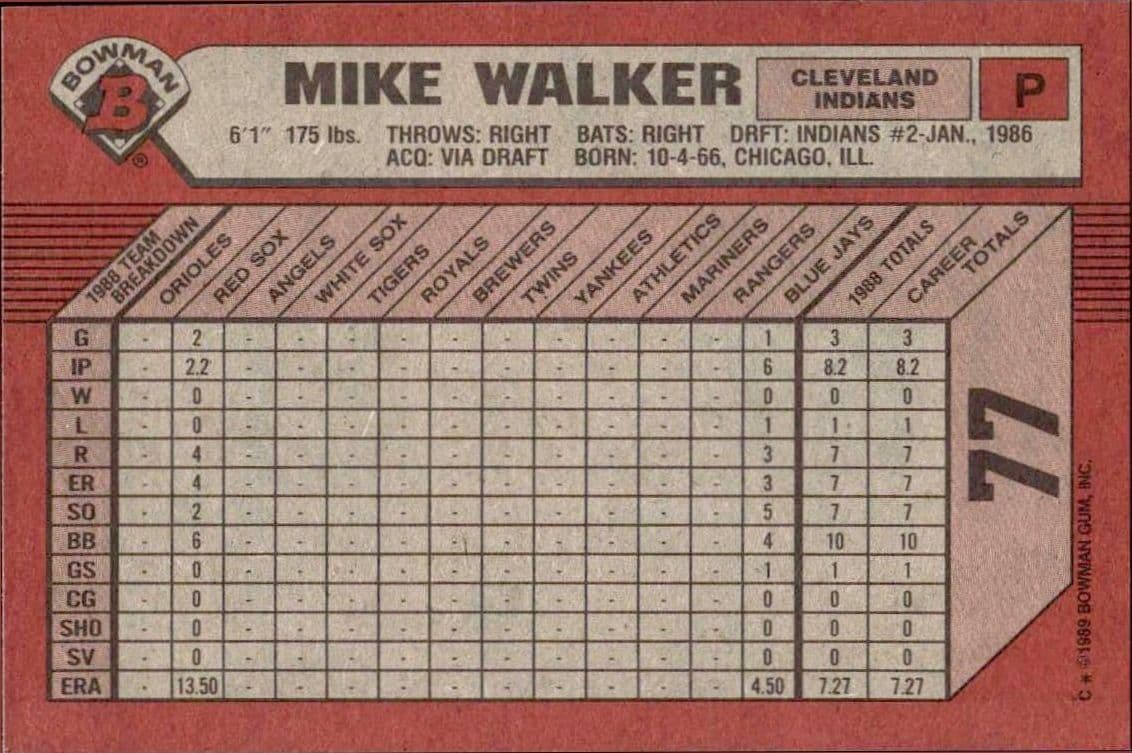 BOWMAN
B
®
MIKE WALKER
CLEVELAND
INDIANS
P
6'1" 175 lbs. THROWS: RIGHT BATS: RIGHT DRFT: INDIANS #2-JAN., 1986
ACQ: VIA DRAFT BORN: 10-4-66, CHICAGO, ILL.
1988 TEAM
BREAKDOWN
ORIOLES
RED SOX
ANGELS
WHITE SOX
TIGERS
ROYALS
BREWERS
TWINS
YANKEES
ATHLETICS
MARINERS
RANGERS
BLUE JAYS
1988 TOTALS
CAREER
TOTALS
G - 2 - - - - - - - - - - 1 3 3
IP - 2.2 - - - - - - - - - - 6 8.2 8.2
W - 0 - - - - - - - - - - 0 0 0
L - 0 - - - - - - - - - - 1 1 1
R - 4 - - - - - - - - - - 3 7 7
ER - 4 - - - - - - - - - - 3 7 7
SO - 2 - - - - - - - - - - 5 7 7
BB - 6 - - - - - - - - - - 4 10 10
GS - 0 - - - - - - - - - - 1 1 1
CG - 0 - - - - - - - - - - 0 0 0
SHO - 0 - - - - - - - - - - 0 0 0
SV - 0 - - - - - - - - - - 0 0 0
ERA - 13.50 - - - - - - - - - - 4.50 7.27 7.27
77
C * ©1989 BOWMAN GUM, INC.